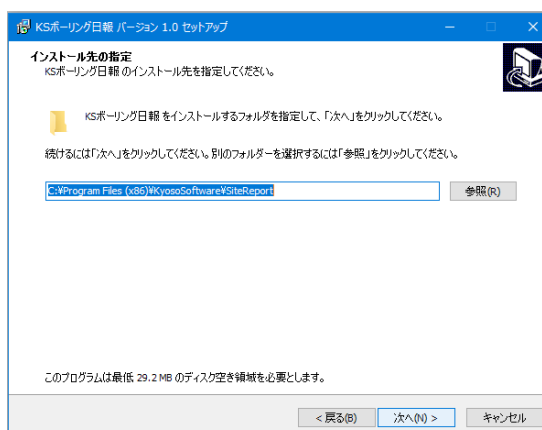 KSボーリング日報 バージョン 1.0 セットアップ
インストール先の指定
KSボーリング日報 のインストール先を指定してください。
KSボーリング日報 をインストールするフォルダを指定して、「次へ」をクリックしてください。
続けるには「次へ」をクリックしてください。別のフォルダーを選択するには「参照」をクリックしてください。
C:¥Program Files (x86)¥KyosoSoftware¥SiteReport
参照(R)
このプログラムは最低 29.2 MB のディスク空き領域を必要とします。
< 戻る(B) 次へ(N) > キャンセル